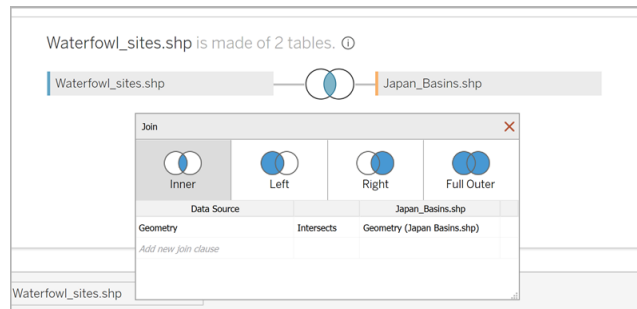 Waterfowl_sites.shp is made of 2 tables. ⓘ
Waterfowl_sites.shp Japan_Basins.shp
Join
Inner Left Right Full Outer
Data Source Japan_Basins.shp
Geometry Intersects Geometry (Japan Basins.shp)
Add new join clause
Waterfowl_sites.shp